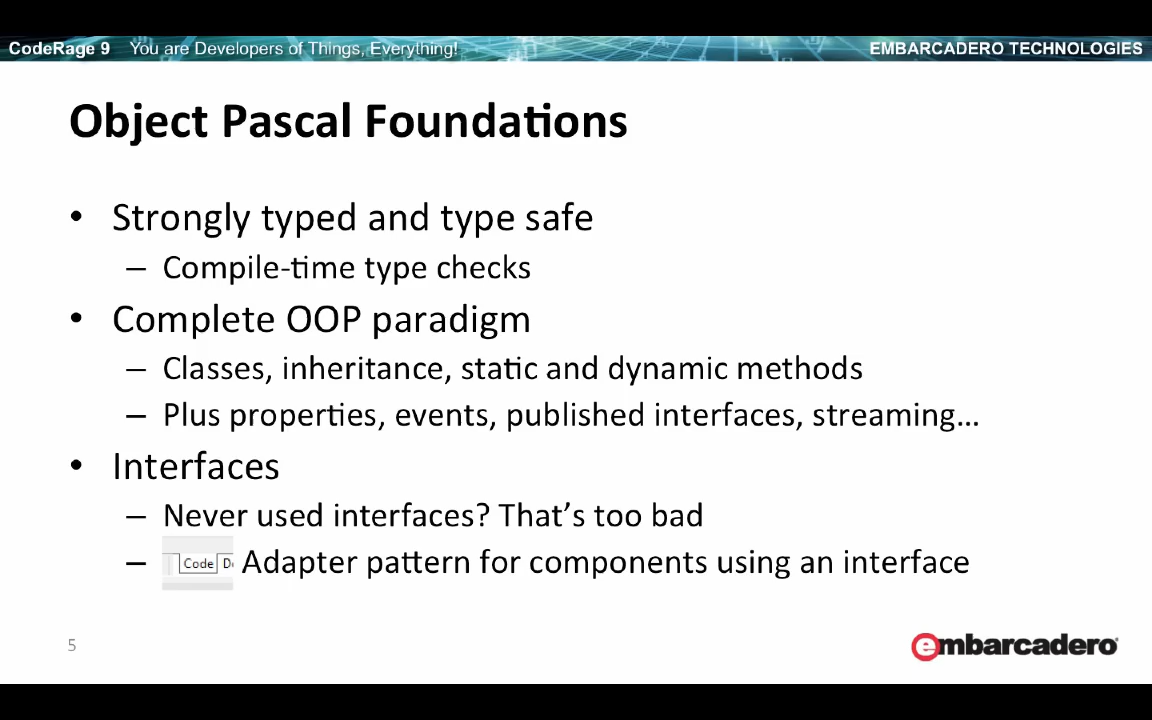 CodeRage 9 You are Developers of Things, Everything! EMBARCADERO TECHNOLOGIES
Object Pascal Foundations
• Strongly typed and type safe
– Compile-time type checks
• Complete OOP paradigm
– Classes, inheritance, static and dynamic methods
– Plus properties, events, published interfaces, streaming…
• Interfaces
– Never used interfaces? That’s too bad
– Code Adapter pattern for components using an interface
5 embarcadero